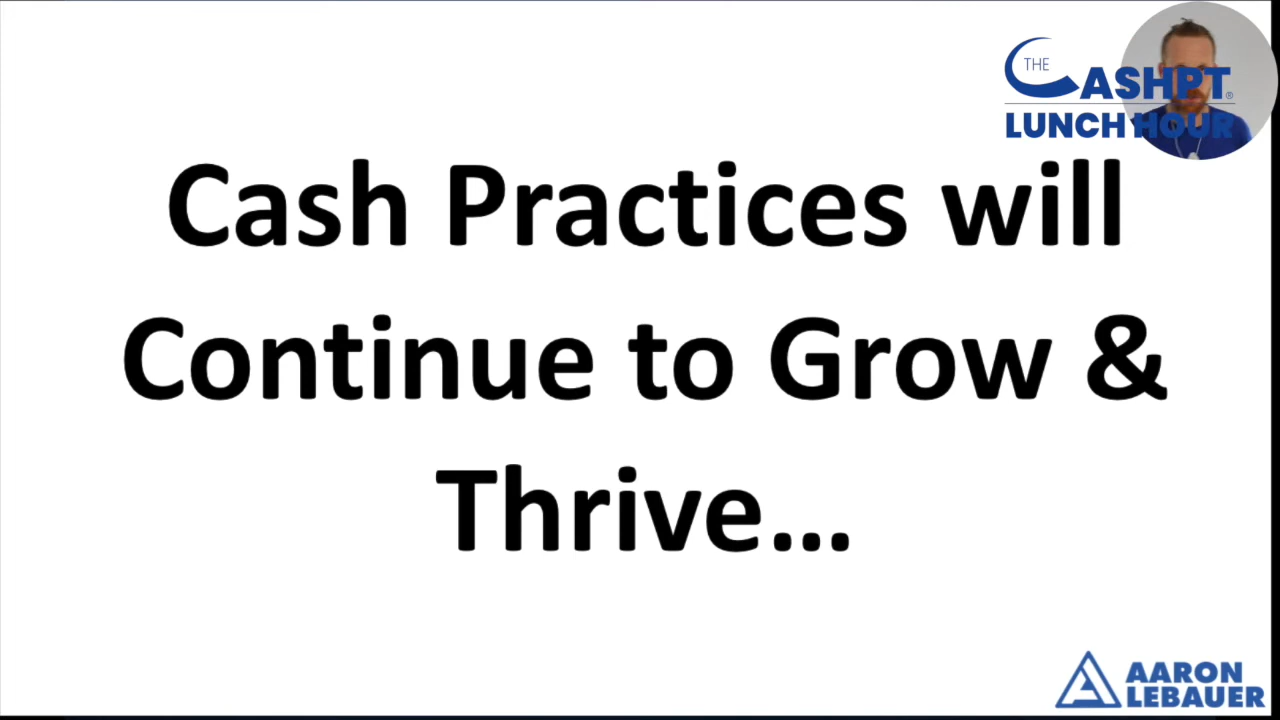 THE
CASHPT®
LUNCH HOUR
Cash Practices will
Continue to Grow &
Thrive...
AARON
LEBAUER